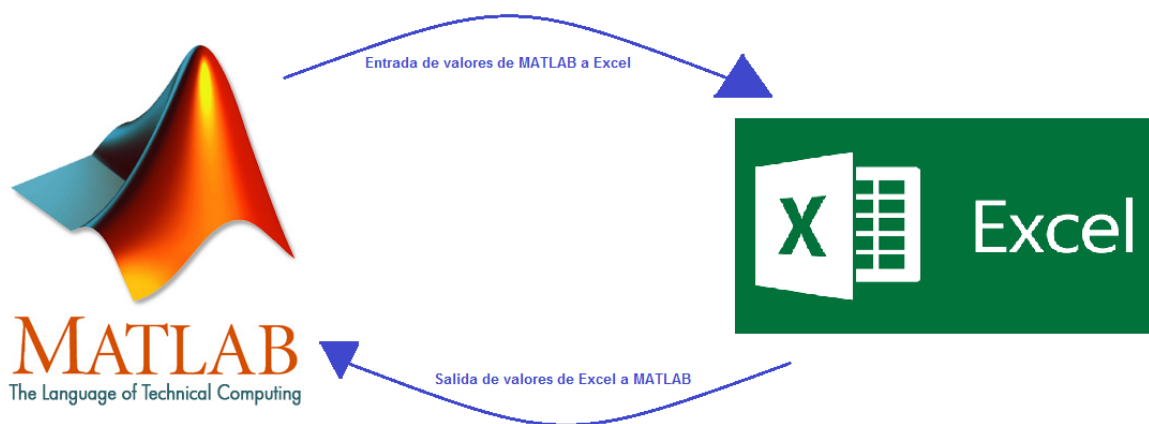 Entrada de valores de MATLAB a Excel
X Excel
MATLAB
The Language of Technical Computing
Salida de valores de Excel a MATLAB